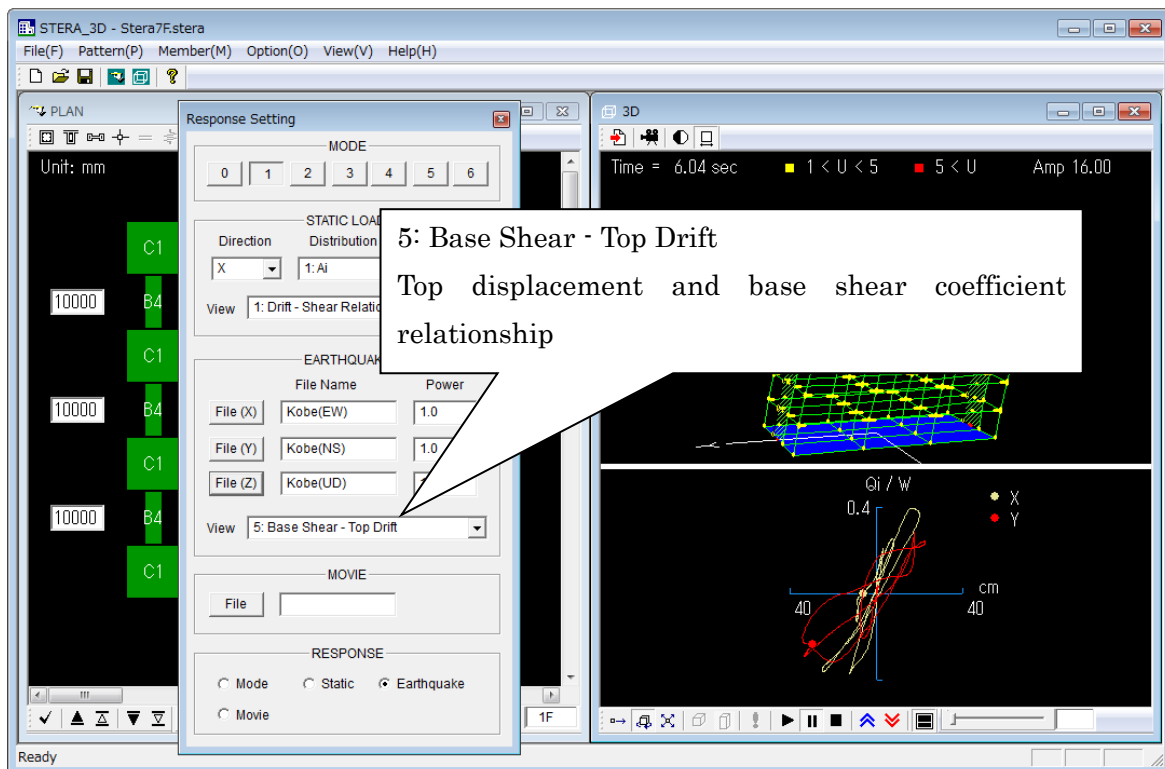 STERA_3D - Stera7F.stera
File(F) Pattern(P) Member(M) Option(O) View(V) Help(H)
PLAN
Unit: mm
C1
10000 B4
C1
10000 B4
C1
10000 B4
C1
1F
Response Setting
MODE
0 1 2 3 4 5 6
STATIC LOA
Direction Distribution
X 1: Ai
View 1: Drift - Shear Relatio
EARTHQUAK
File Name Power
File (X) Kobe(EW) 1.0
File (Y) Kobe(NS) 1.0
File (Z) Kobe(UD)
View 5: Base Shear - Top Drift
MOVIE
File
RESPONSE
Mode Static Earthquake
Movie
5: Base Shear - Top Drift
Top displacement and base shear coefficient
relationship
3D
Time = 6.04 sec 1 < U < 5 5 < U Amp 16.00
Qi / W
0.4
X
Y
cm
40 40
Ready